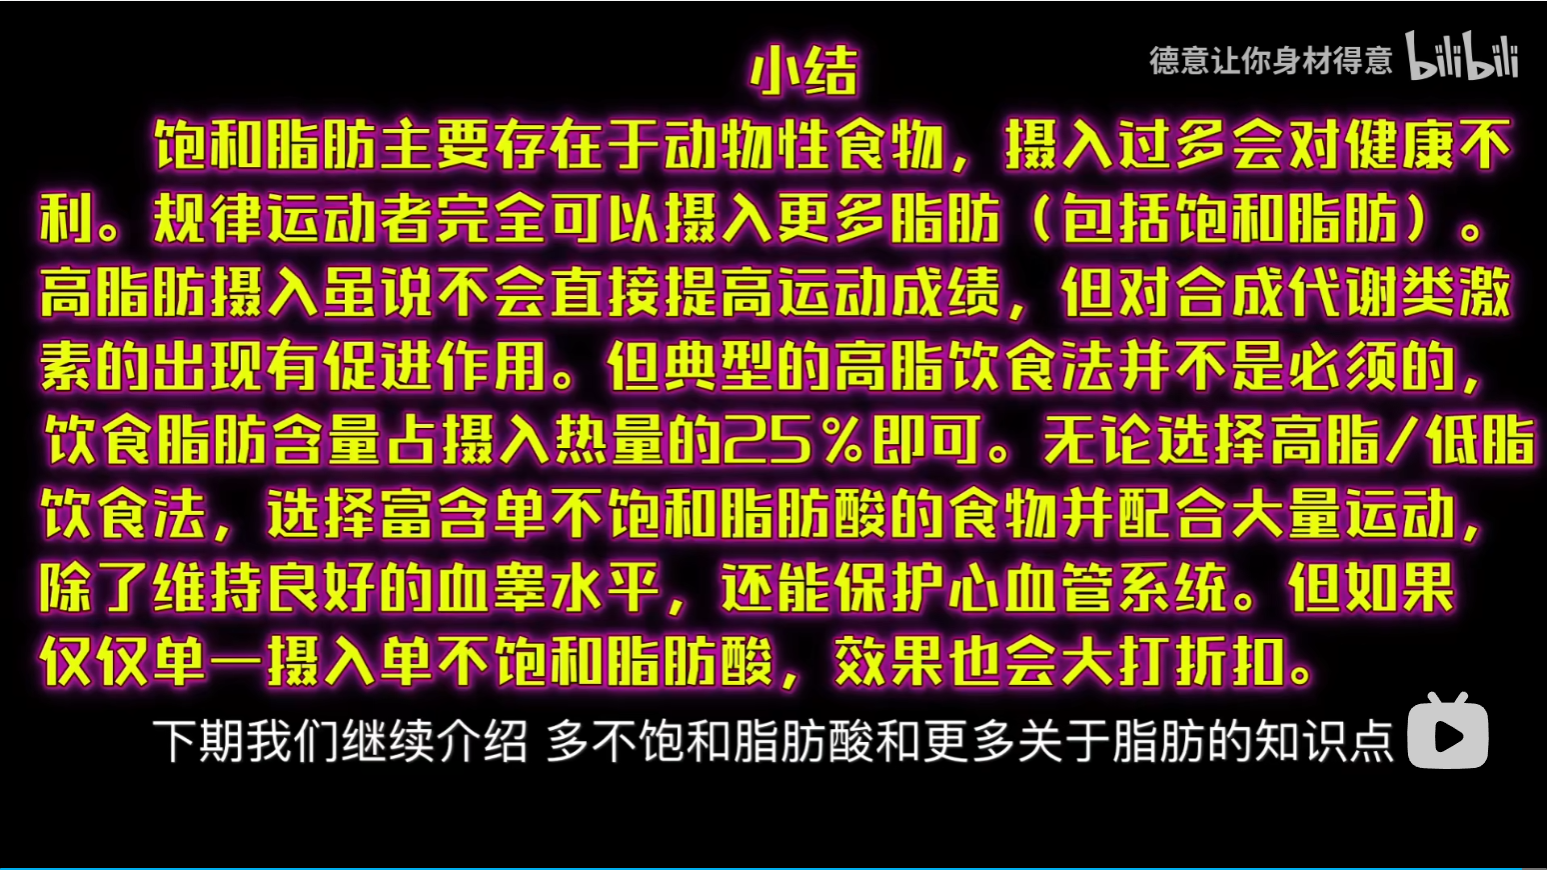 德意让你身材得意 bilibili
小结
饱和脂肪主要存在于动物性食物，摄入过多会对健康不
利。规律运动者完全可以摄入更多脂肪（包括饱和脂肪）。
高脂肪摄入虽说不会直接提高运动成绩，但对合成代谢类激
素的出现有促进作用。但典型的高脂饮食法并不是必须的，
饮食脂肪含量占摄入热量的25％即可。无论选择高脂/低脂
饮食法，选择富含单不饱和脂肪酸的食物并配合大量运动，
除了维持良好的血睾水平，还能保护心血管系统。但如果
仅仅单一摄入单不饱和脂肪酸，效果也会大打折扣。
下期我们继续介绍 多不饱和脂肪酸和更多关于脂肪的知识点